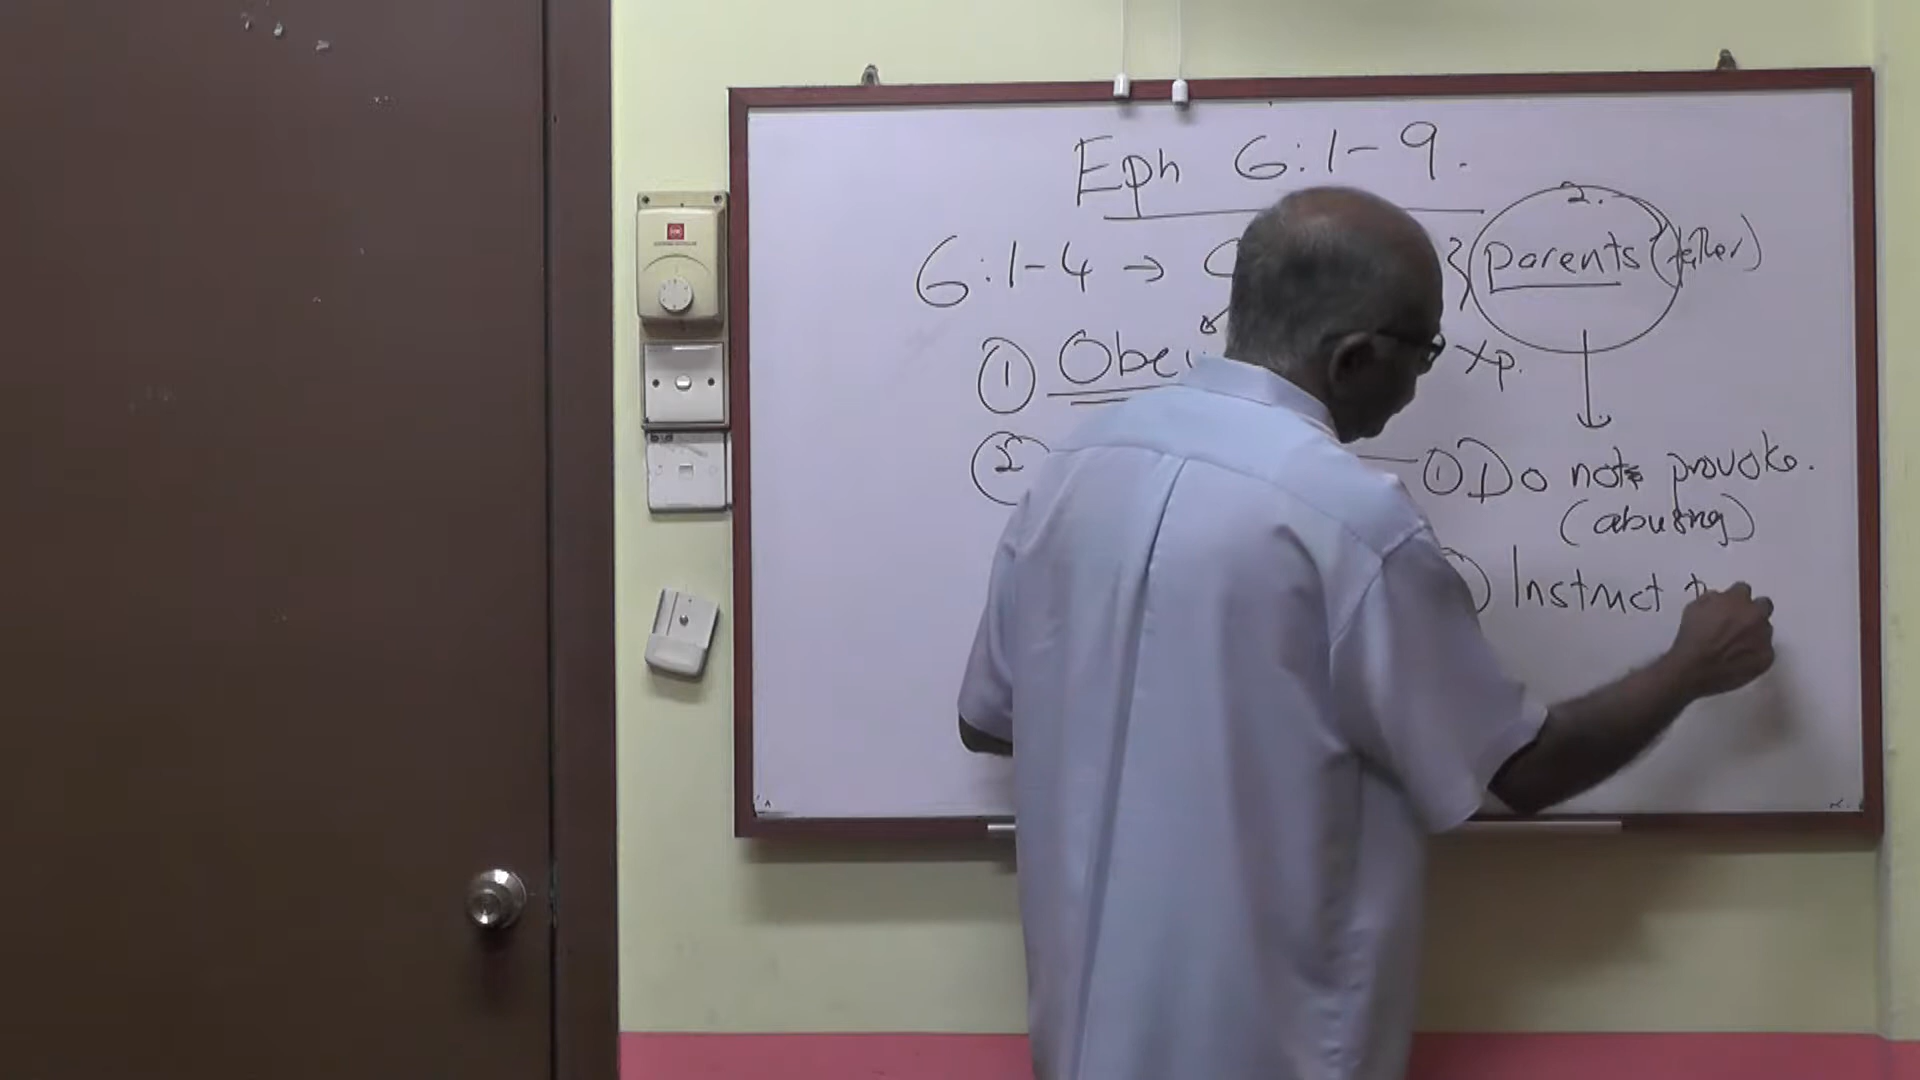 Eph 6:1-9.
2.
6:1-4 → parents (father)
① Obe
xp.
② ① Do not provoke.
(abusing)
Instruct